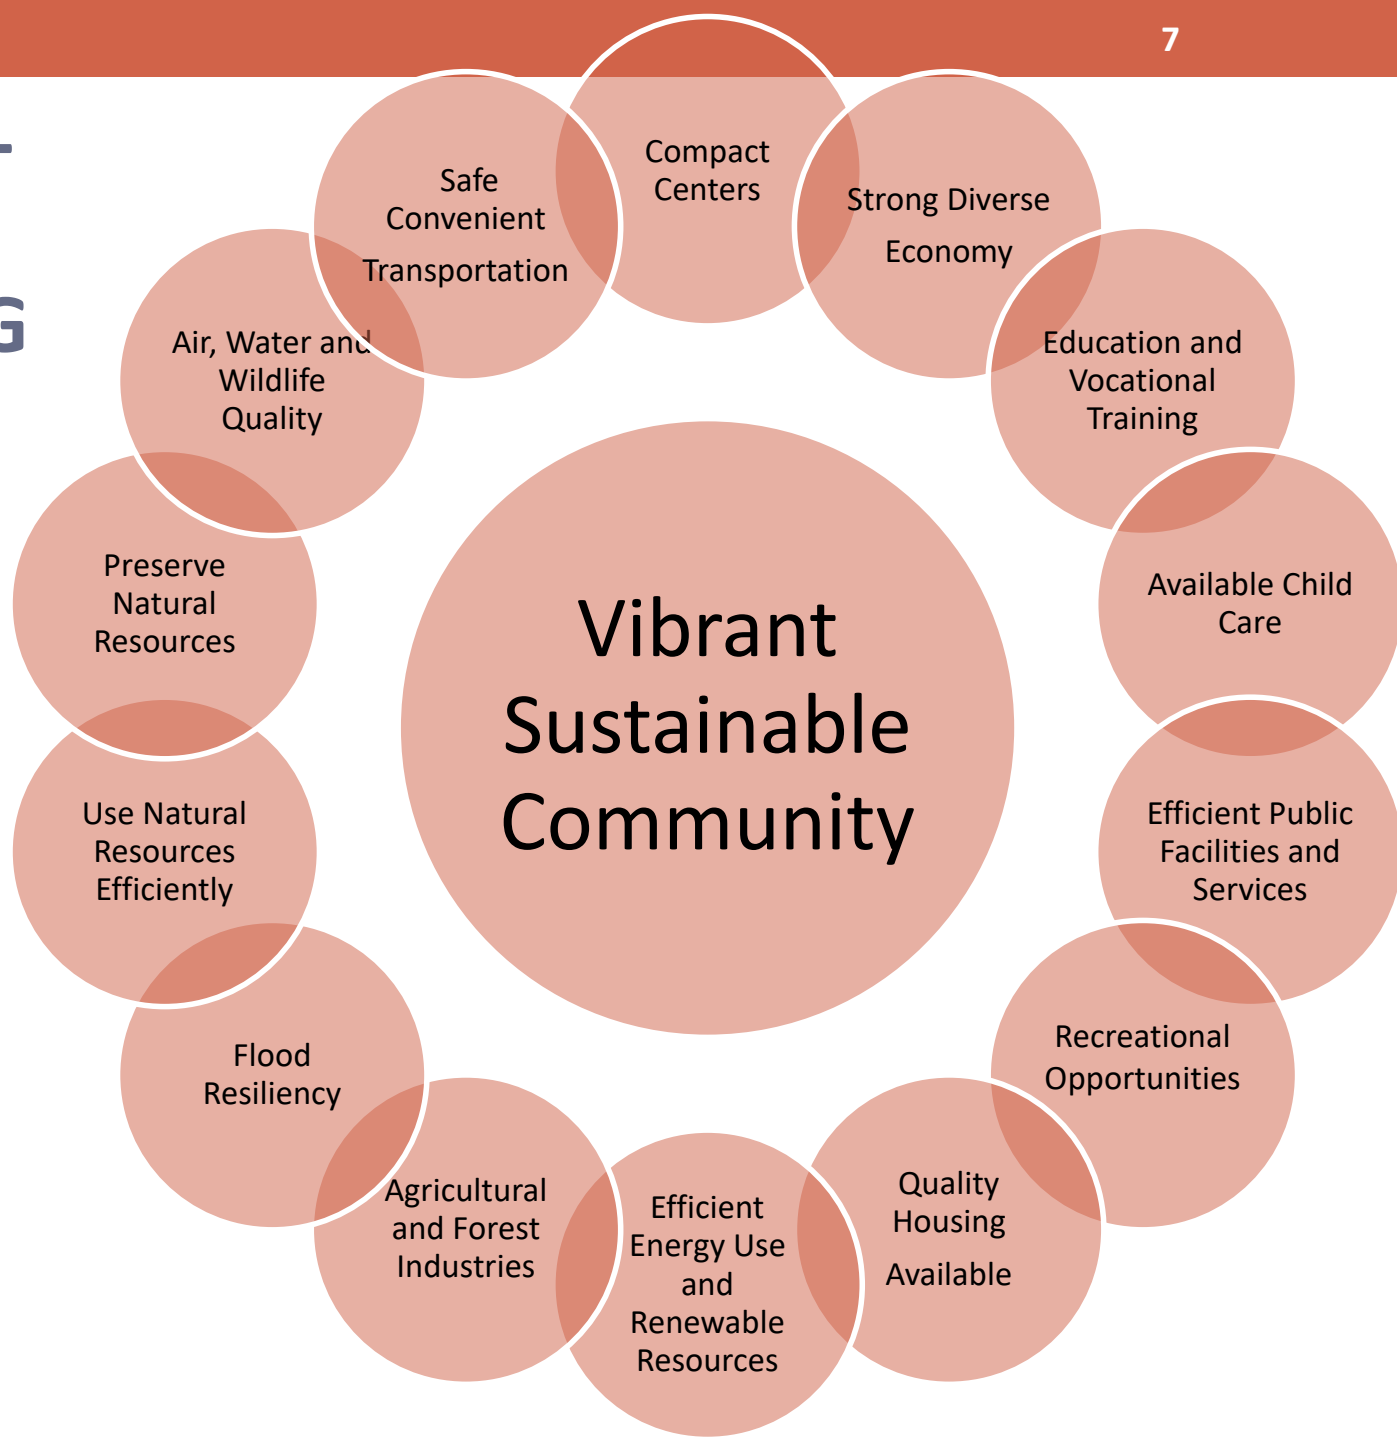 7
G
Compact
Centers
Strong Diverse
Economy
Education and
Vocational
Training
Available Child
Care
Efficient Public
Facilities and
Services
Recreational
Opportunities
Quality
Housing
Available
Efficient
Energy Use
and
Renewable
Resources
Agricultural
and Forest
Industries
Flood
Resiliency
Use Natural
Resources
Efficiently
Preserve
Natural
Resources
Air, Water and
Wildlife
Quality
Safe
Convenient
Transportation
Vibrant
Sustainable
Community